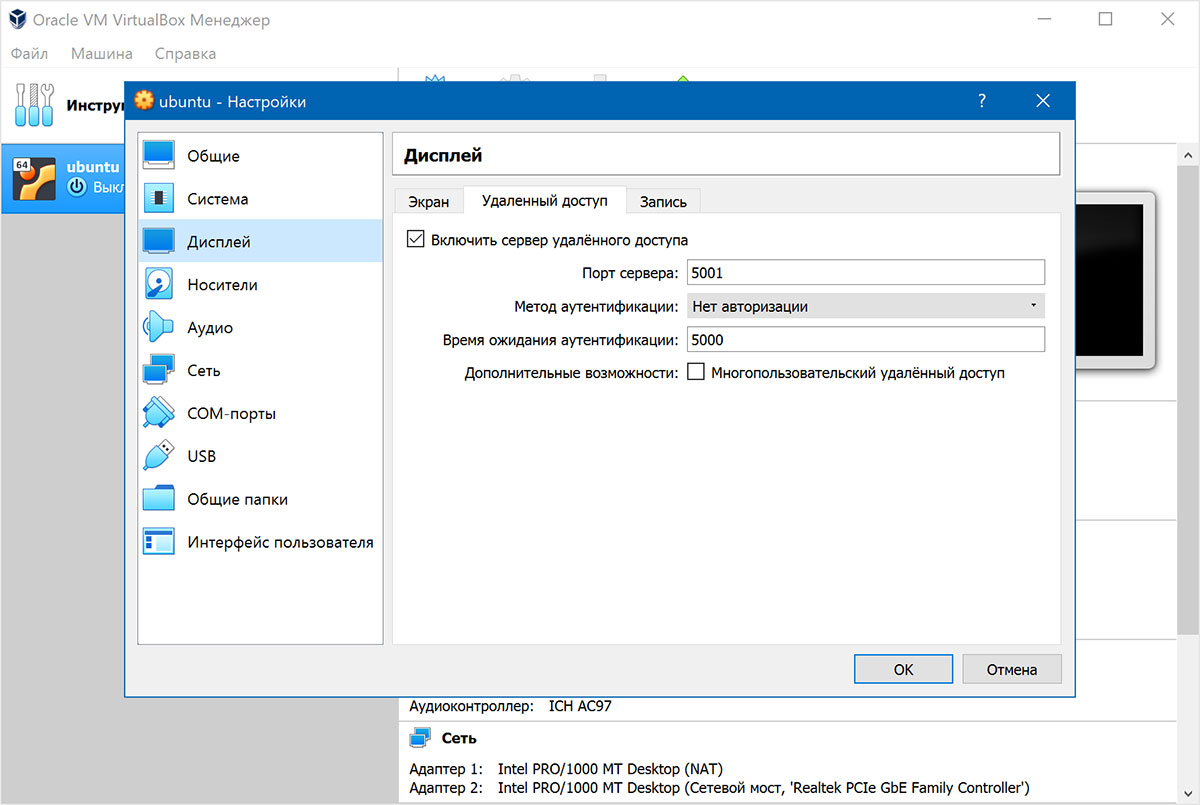 Oracle VM VirtualBox Менеджер
Файл Машина Справка
ubuntu - Настройки ?
64
ubuntu
Общие
Система
Дисплей
Носители
Аудио
Сеть
COM-порты
USB
Общие папки
Интерфейс пользователя
Дисплей
Экран Удаленный доступ Запись
Включить сервер удалённого доступа
Порт сервера: 5001
Метод аутентификации: Нет авторизации
Время ожидания аутентификации: 5000
Дополнительные возможности: Многопользовательский удалённый доступ
OK Отмена
Аудиоконтроллер: ICH AC97
Сеть
Адаптер 1: Intel PRO/1000 MT Desktop (NAT)
Адаптер 2: Intel PRO/1000 MT Desktop (Сетевой мост, 'Realtek PCIe GbE Family Controller')